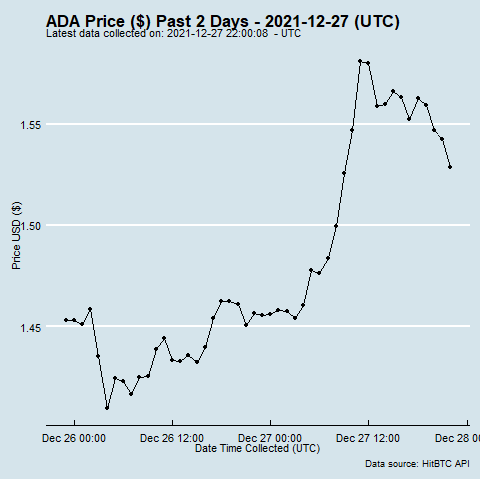 ADA Price ($) Past 2 Days - 2021-12-27 (UTC)
Latest data collected on: 2021-12-27 22:00:08 - UTC
1.55
1.50
1.45
Price USD ($)
Dec 26 00:00 Dec 26 12:00 Dec 27 00:00 Dec 27 12:00 Dec 28 0
Date Time Collected (UTC)
Data source: HitBTC API